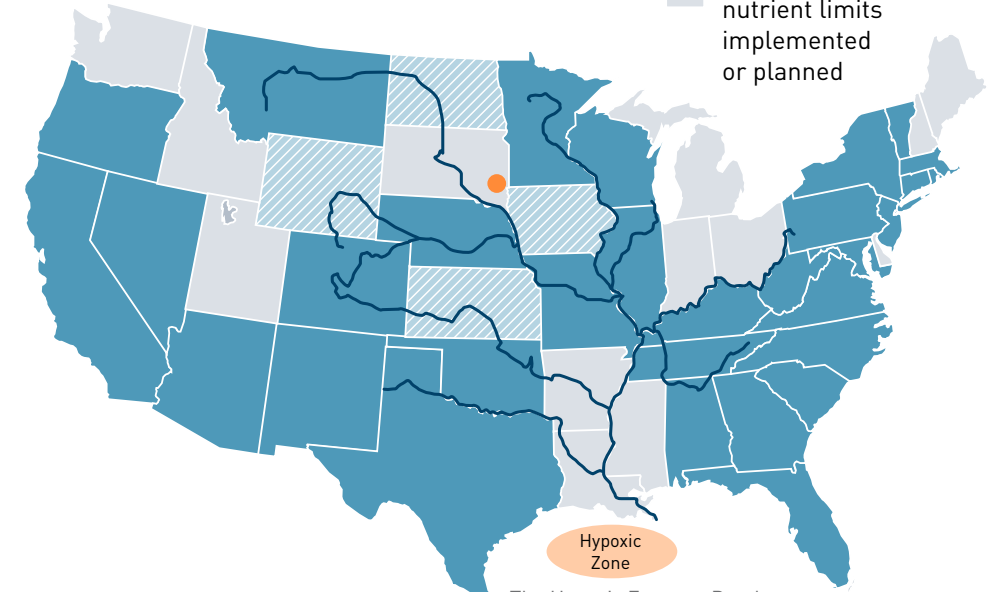 nutrient limits
implemented
or planned
Hypoxic
Zone